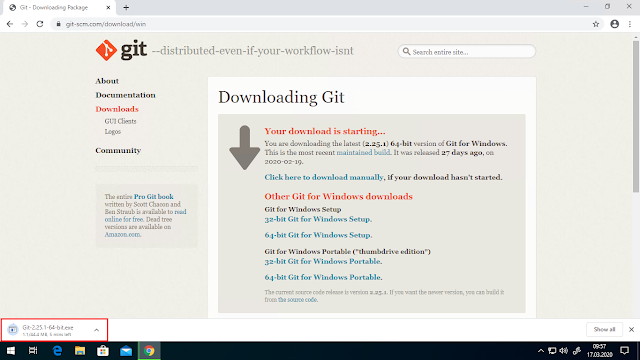 Git - Downloading Package
git-scm.com/download/win
git --distributed-even-if-your-workflow-isnt
Search entire site...
About
Documentation
Downloads
GUI Clients
Logos
Community
The entire Pro Git book
written by Scott Chacon and
Ben Straub is available to read
online for free. Dead tree
versions are available on
Amazon.com.
Downloading Git
Your download is starting...
You are downloading the latest (2.25.1) 64-bit version of Git for Windows.
This is the most recent maintained build. It was released 27 days ago, on
2020-02-19.
Click here to download manually, if your download hasn't started.
Other Git for Windows downloads
Git for Windows Setup
32-bit Git for Windows Setup.
64-bit Git for Windows Setup.
Git for Windows Portable ("thumbdrive edition")
32-bit Git for Windows Portable.
64-bit Git for Windows Portable.
The current source code release is version 2.25.1. If you want the newer version, you can build it
from the source code.
Git-2.25.1-64-bit.exe
1.1/44.4 MB, 5 mins left
Show all
09:57
17.03.2020